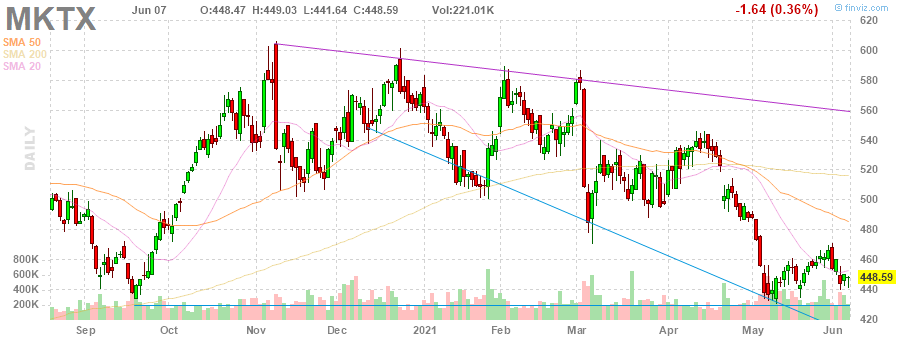 MKTX Jun 07 O:448.47 H:449.03 L:441.64 C:448.59 Vol:221.01K -1.64 (0.36%) © finviz.com
SMA 50
SMA 200
SMA 20
DAILY
620
600
580
560
540
520
500
480
460
448.59
440
420
800K
600K
400K
200K
Sep Oct Nov Dec 2021 Feb Mar Apr May Jun